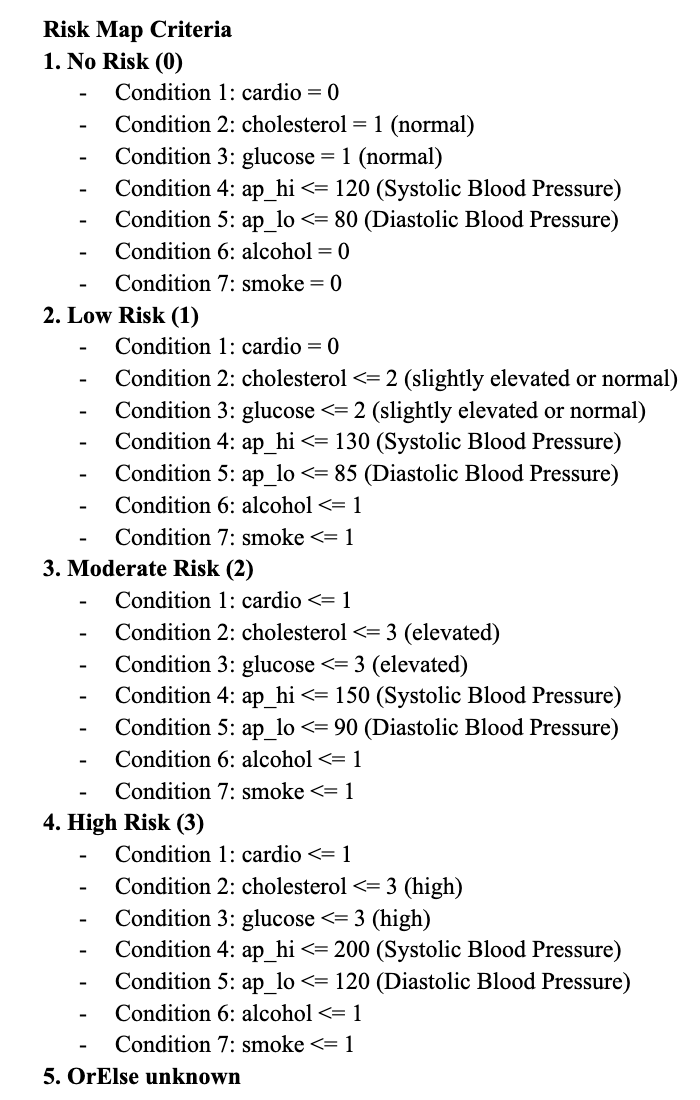 Risk Map Criteria
1. No Risk (0)
- Condition 1: cardio = 0
- Condition 2: cholesterol = 1 (normal)
- Condition 3: glucose = 1 (normal)
- Condition 4: ap_hi <= 120 (Systolic Blood Pressure)
- Condition 5: ap_lo <= 80 (Diastolic Blood Pressure)
- Condition 6: alcohol = 0
- Condition 7: smoke = 0
2. Low Risk (1)
- Condition 1: cardio = 0
- Condition 2: cholesterol <= 2 (slightly elevated or normal)
- Condition 3: glucose <= 2 (slightly elevated or normal)
- Condition 4: ap_hi <= 130 (Systolic Blood Pressure)
- Condition 5: ap_lo <= 85 (Diastolic Blood Pressure)
- Condition 6: alcohol <= 1
- Condition 7: smoke <= 1
3. Moderate Risk (2)
- Condition 1: cardio <= 1
- Condition 2: cholesterol <= 3 (elevated)
- Condition 3: glucose <= 3 (elevated)
- Condition 4: ap_hi <= 150 (Systolic Blood Pressure)
- Condition 5: ap_lo <= 90 (Diastolic Blood Pressure)
- Condition 6: alcohol <= 1
- Condition 7: smoke <= 1
4. High Risk (3)
- Condition 1: cardio <= 1
- Condition 2: cholesterol <= 3 (high)
- Condition 3: glucose <= 3 (high)
- Condition 4: ap_hi <= 200 (Systolic Blood Pressure)
- Condition 5: ap_lo <= 120 (Diastolic Blood Pressure)
- Condition 6: alcohol <= 1
- Condition 7: smoke <= 1
5. OrElse unknown